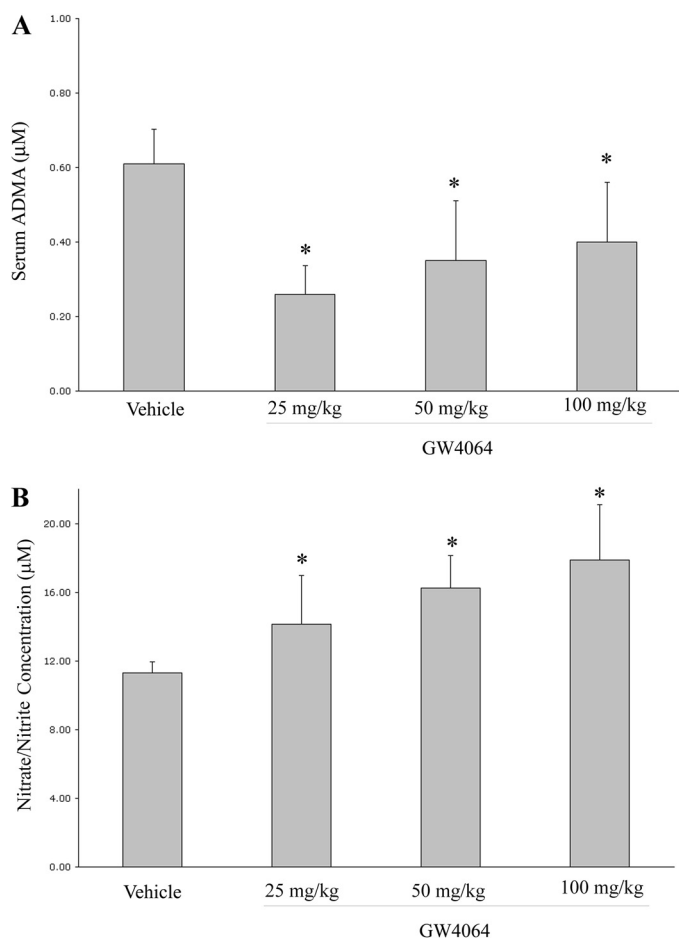 A
Serum ADMA (µM)
1.00
0.80
0.60
0.40
0.20
0.00
*
*
*
Vehicle
25 mg/kg
50 mg/kg
100 mg/kg
GW4064
B
Nitrate/Nitrite Concentration (µM)
20.00
16.00
12.00
8.00
4.00
0.00
*
*
*
Vehicle
25 mg/kg
50 mg/kg
100 mg/kg
GW4064